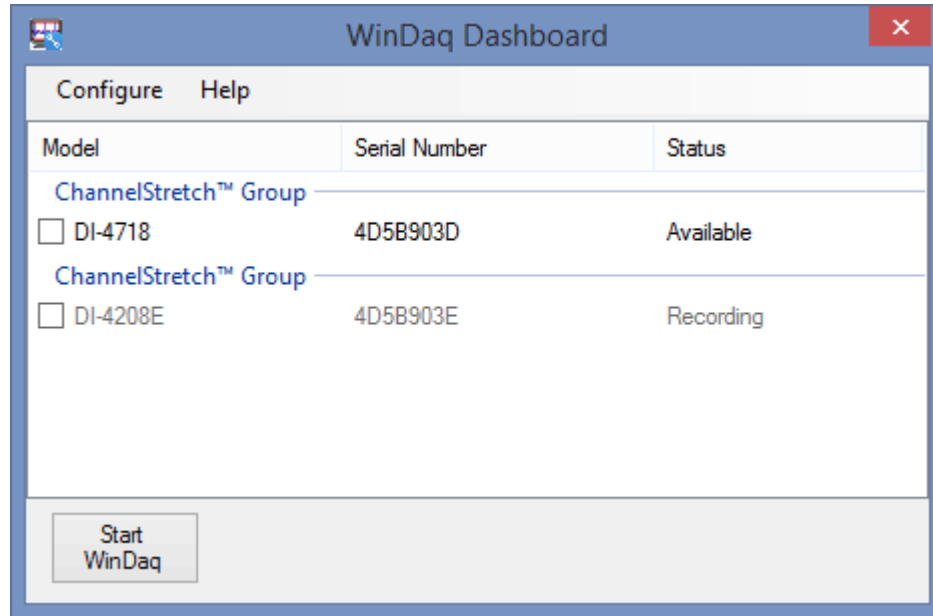 WinDaq Dashboard
Configure Help
Model Serial Number Status
ChannelStretch™ Group
DI-4718 4D5B903D Available
ChannelStretch™ Group
DI-4208E 4D5B903E Recording
Start
WinDaq